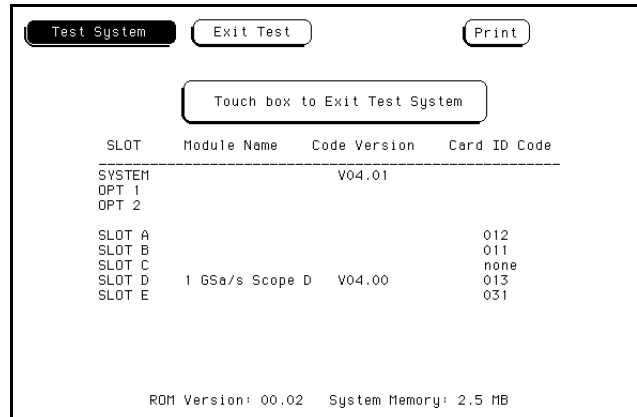 Test System Exit Test Print
Touch box to Exit Test System
SLOT Module Name Code Version Card ID Code
SYSTEM V04.01
OPT 1
OPT 2
SLOT A 012
SLOT B 011
SLOT C none
SLOT D 1 GSa/s Scope D V04.00 013
SLOT E 031
ROM Version: 00.02 System Memory: 2.5 MB